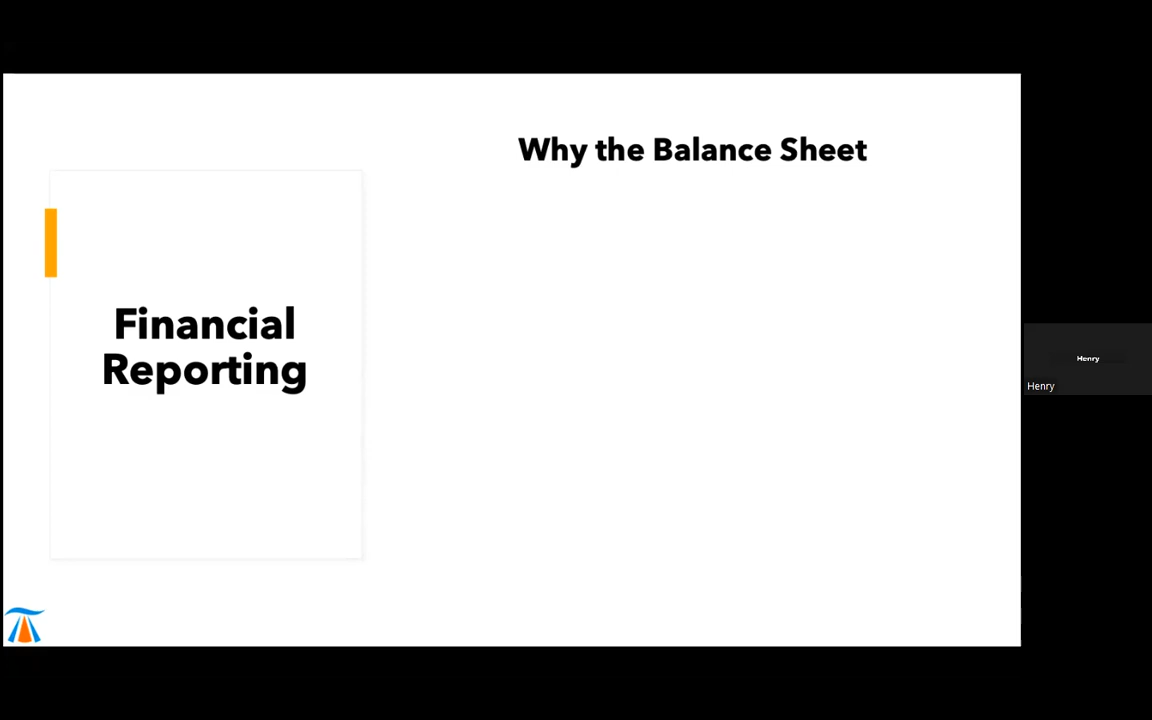 Why the Balance Sheet
Financial
Reporting
Henry
Henry